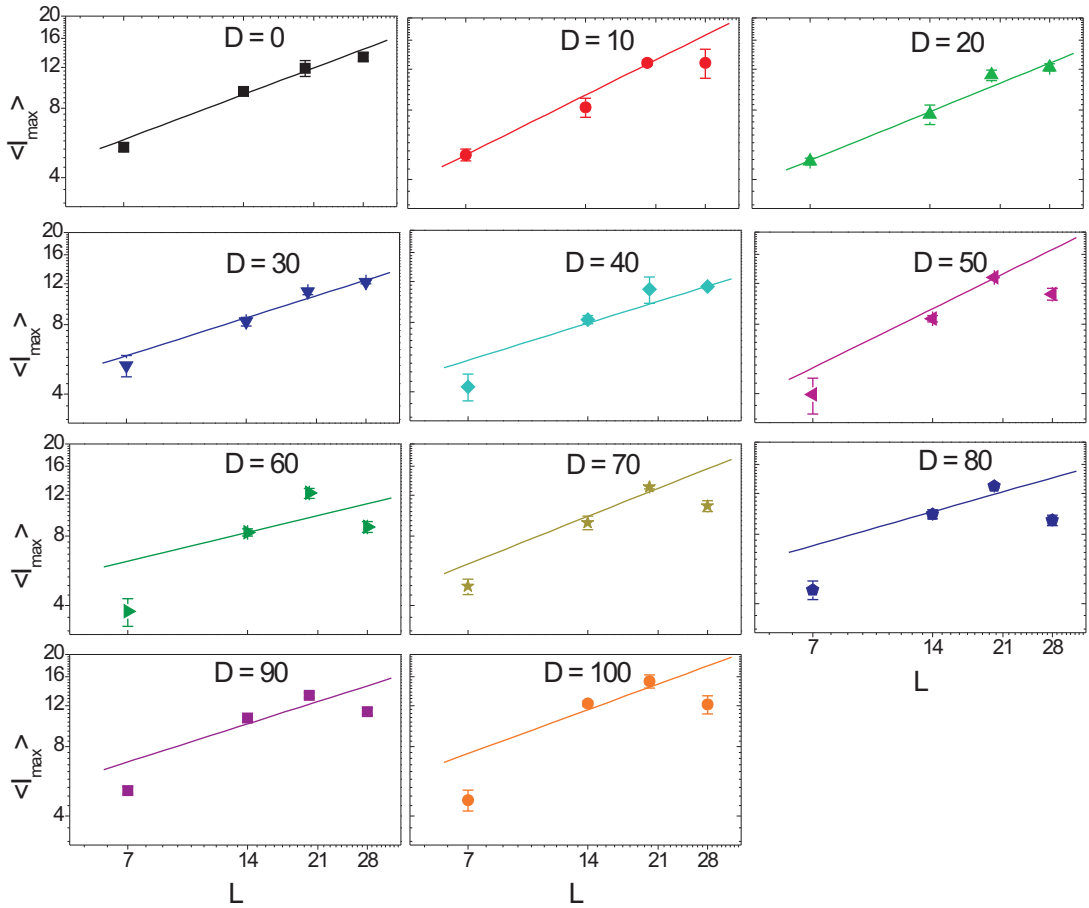 20
16
12
8
4
<l_max>
D = 0
D = 10
D = 20
20
16
12
8
4
<l_max>
D = 30
D = 40
D = 50
20
16
12
8
4
<l_max>
D = 60
D = 70
D = 80
7 14 21 28
L
20
16
12
8
4
<l_max>
D = 90
D = 100
7 14 21 28
7 14 21 28
L
L